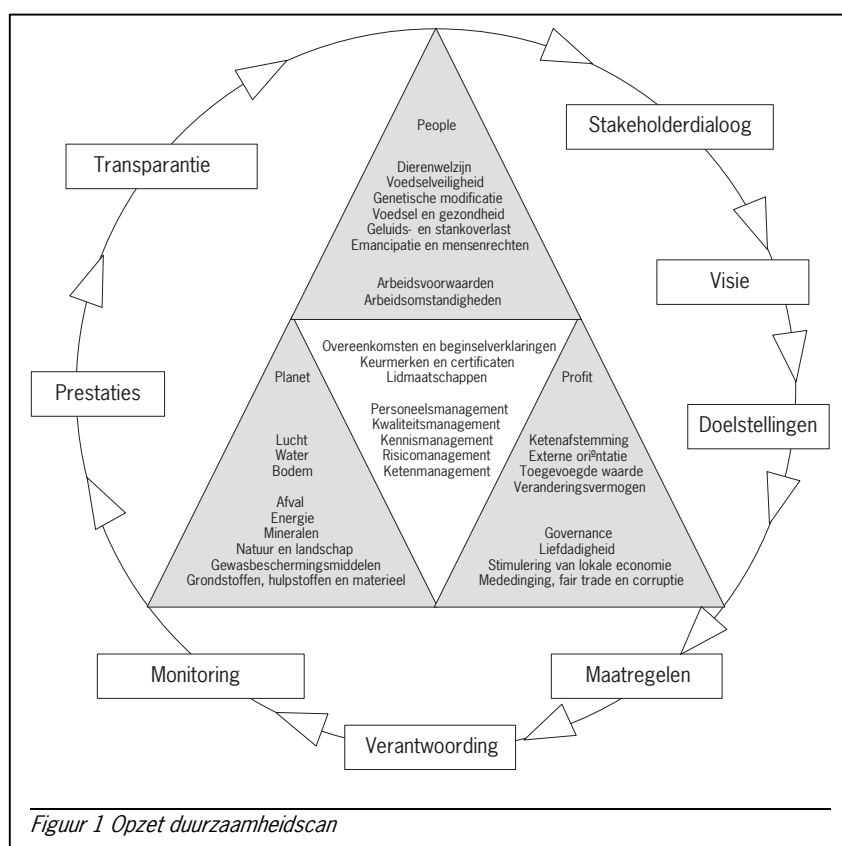 People
Dierenwelzijn
Voedselveiligheid
Genetische modificatie
Voedsel en gezondheid
Geluids- en stankoverlast
Emancipatie en mensenrechten
Arbeidsvoorwaarden
Arbeidsomstandigheden
Overeenkomsten en beginselverklaringen
Keurmerken en certificaten
Lidmaatschappen
Personeelsmanagement
Kwaliteitsmanagement
Kennismanagement
Risicomanagement
Ketenmanagement
Planet
Lucht
Water
Bodem
Afval
Energie
Mineralen
Natuur en landschap
Gewasbeschermingsmiddelen
Grondstoffen, hulpstoffen en materieel
Profit
Ketenafstemming
Externe oriºntatie
Toegevoegde waarde
Veranderingsvermogen
Governance
Liefdadigheid
Stimulering van lokale economie
Mededinging, fair trade en corruptie
Stakeholderdialoog
Visie
Doelstellingen
Maatregelen
Verantwoording
Monitoring
Prestaties
Transparantie
Figuur 1 Opzet duurzaamheidscan